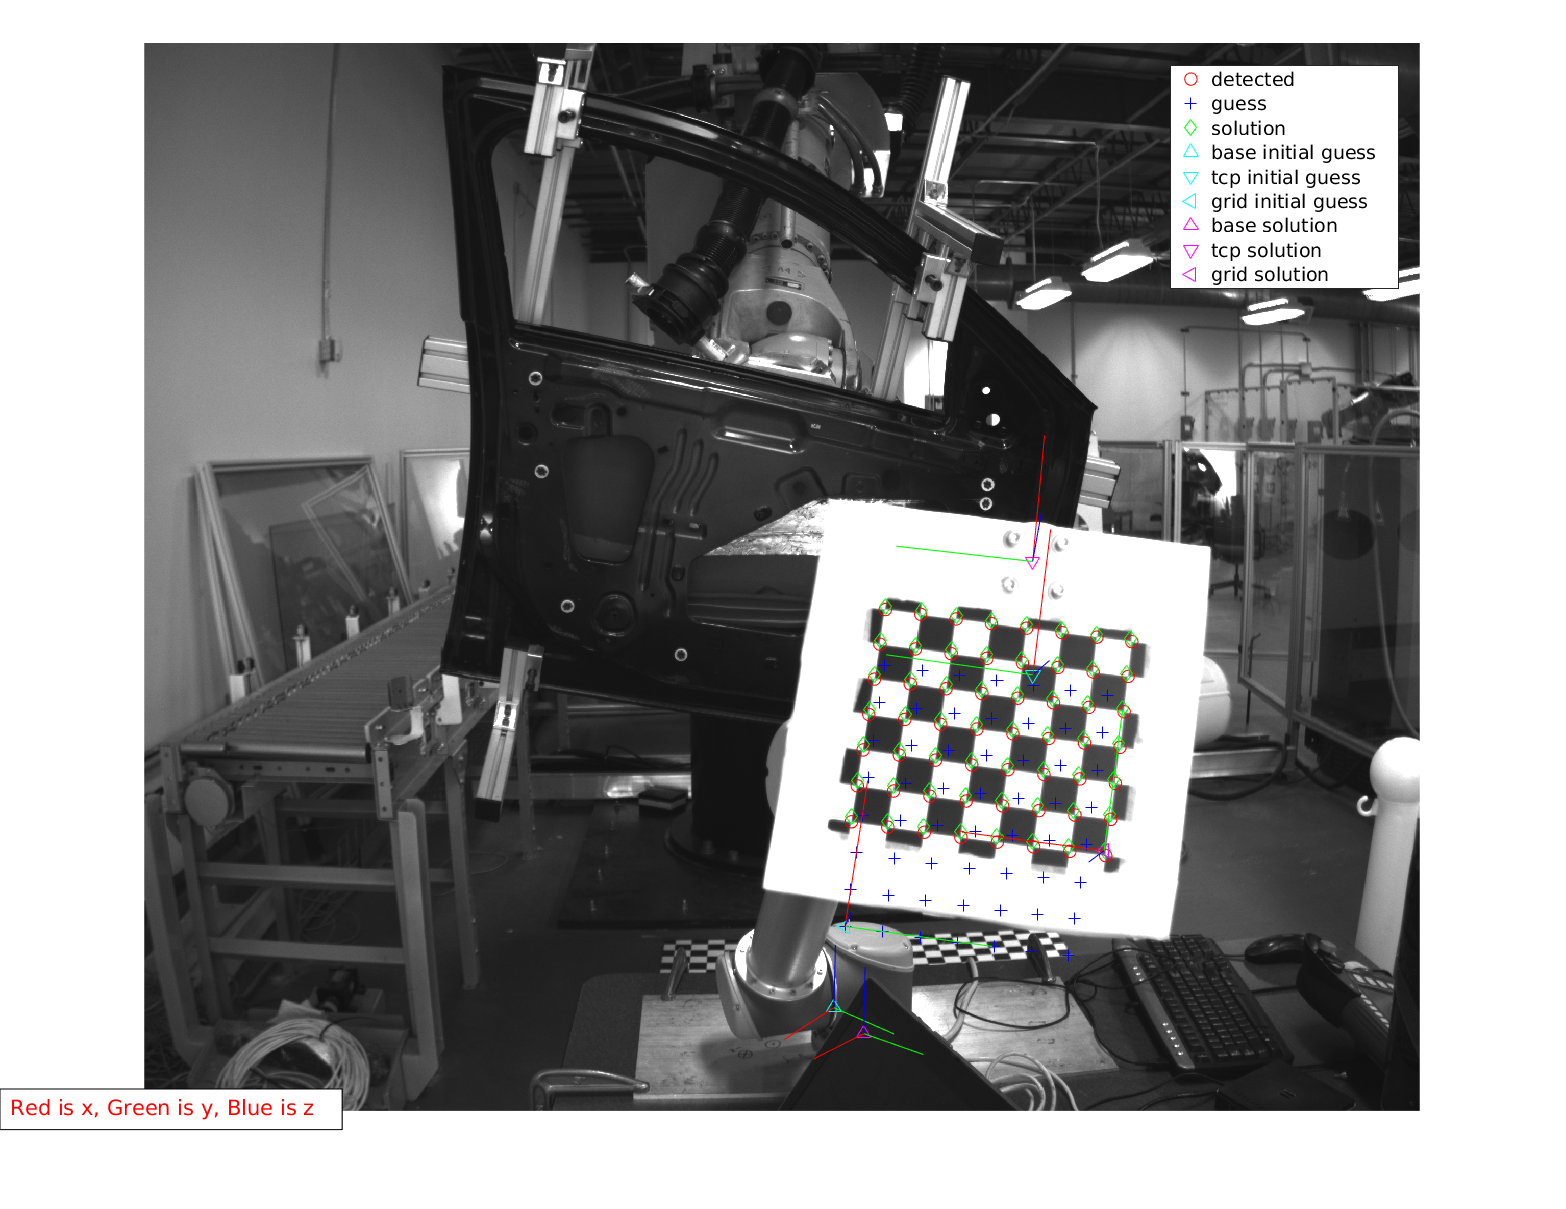 detected
guess
solution
base initial guess
tcp initial guess
grid initial guess
base solution
tcp solution
grid solution
Red is x, Green is y, Blue is z